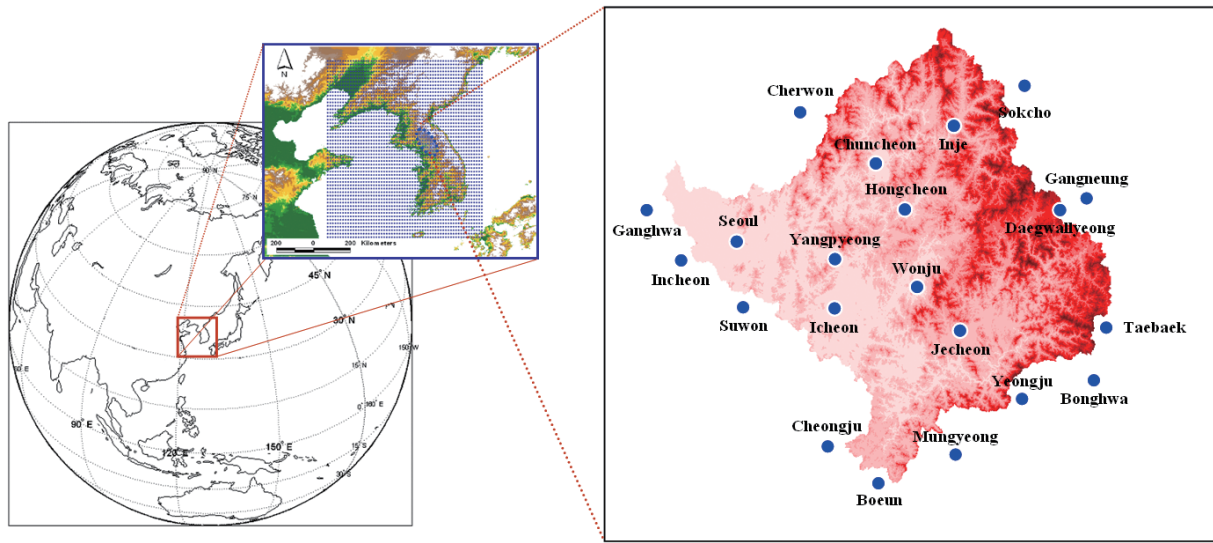 N
200 0 200 Kilometers
90° N
75° N
45° N
30° N
15° N
0°
15° S
30° S
90° E
120° E
150° E
150° W
Cherwon
Sokcho
Chuncheon
Inje
Hongcheon
Gangneung
Ganghwa
Seoul
Daegwallyeong
Yangpyeong
Incheon
Wonju
Suwon
Icheon
Taebaek
Jecheon
Yeongju
Bonghwa
Cheongju
Mungyeong
Boeun